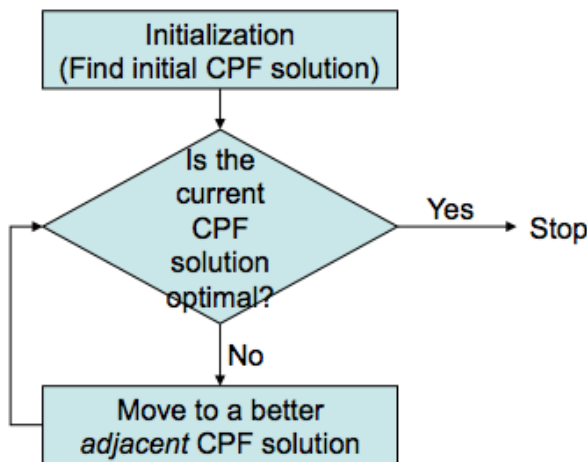 Initialization
(Find initial CPF solution)
Is the
current
CPF
solution
optimal?
Yes
Stop
No
Move to a better
adjacent CPF solution